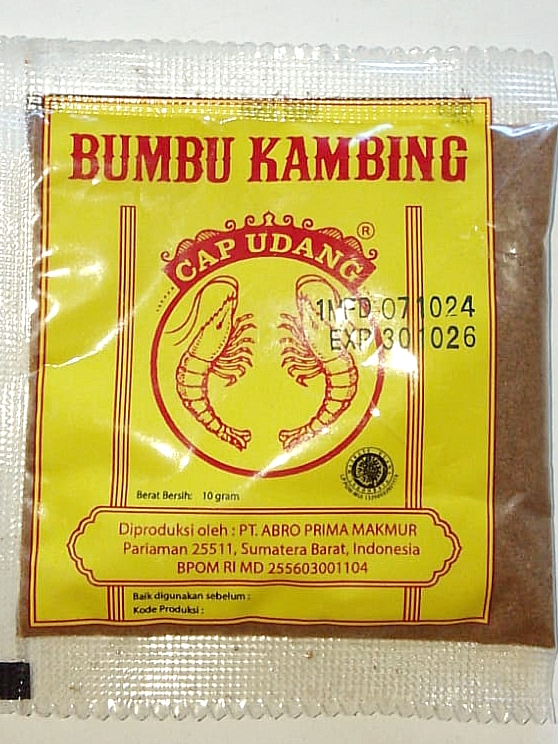 BUMBU KAMBING
CAP UDANG
®
1MFD 071024
EXP 301026
Berat Bersih: 10 gram
Diproduksi oleh : PT. ABRO PRIMA MAKMUR
Pariaman 25511, Sumatera Barat, Indonesia
BPOM RI MD 255603001104
Baik digunakan sebelum :
Kode Produksi :